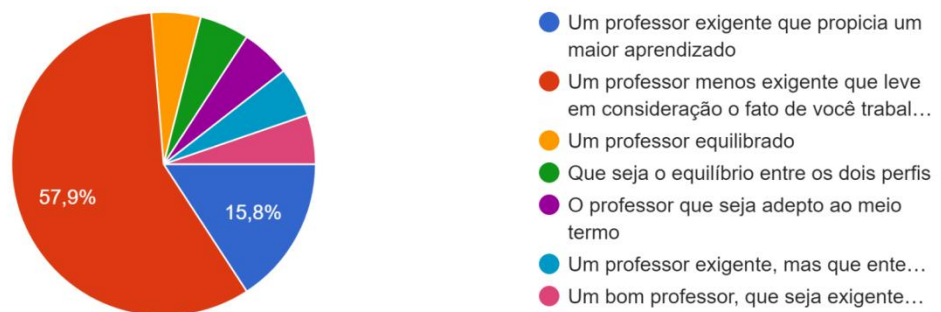 57,9%
15,8%
Um professor exigente que propicia um
maior aprendizado
Um professor menos exigente que leve
em consideração o fato de você trabal…
Um professor equilibrado
Que seja o equilíbrio entre os dois perfis
O professor que seja adepto ao meio
termo
Um professor exigente, mas que ente…
Um bom professor, que seja exigente…